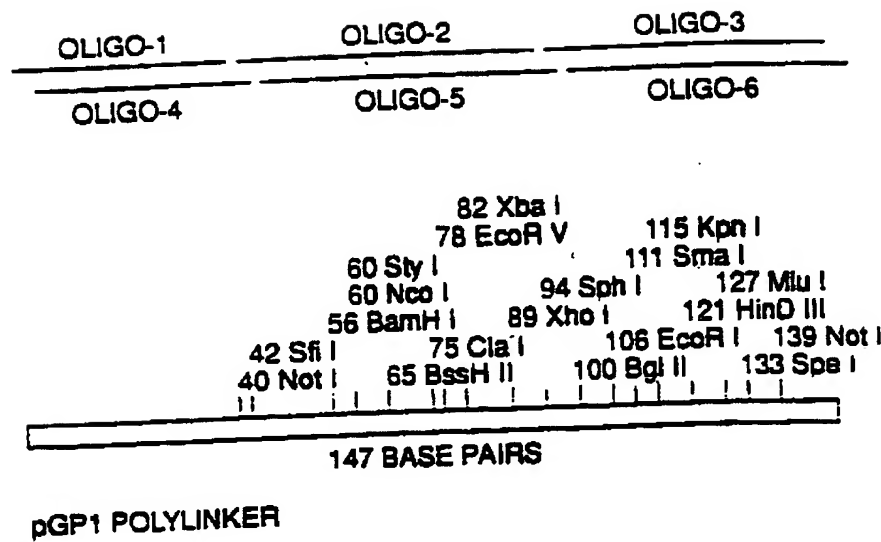 OLIGO-1 OLIGO-2 OLIGO-3
OLIGO-4 OLIGO-5 OLIGO-6
82 Xba I
78 EcoR V 115 Kpn I
60 Sty I 111 Sma I
60 Nco I 94 Sph I 127 Mlu I
56 BamH I 89 Xho I 121 HinD III
42 Sfi I 75 Cla I 106 EcoR I 139 Not I
40 Not I 65 BssH II 100 Bgl II 133 Spe I
147 BASE PAIRS
pGP1 POLYLINKER